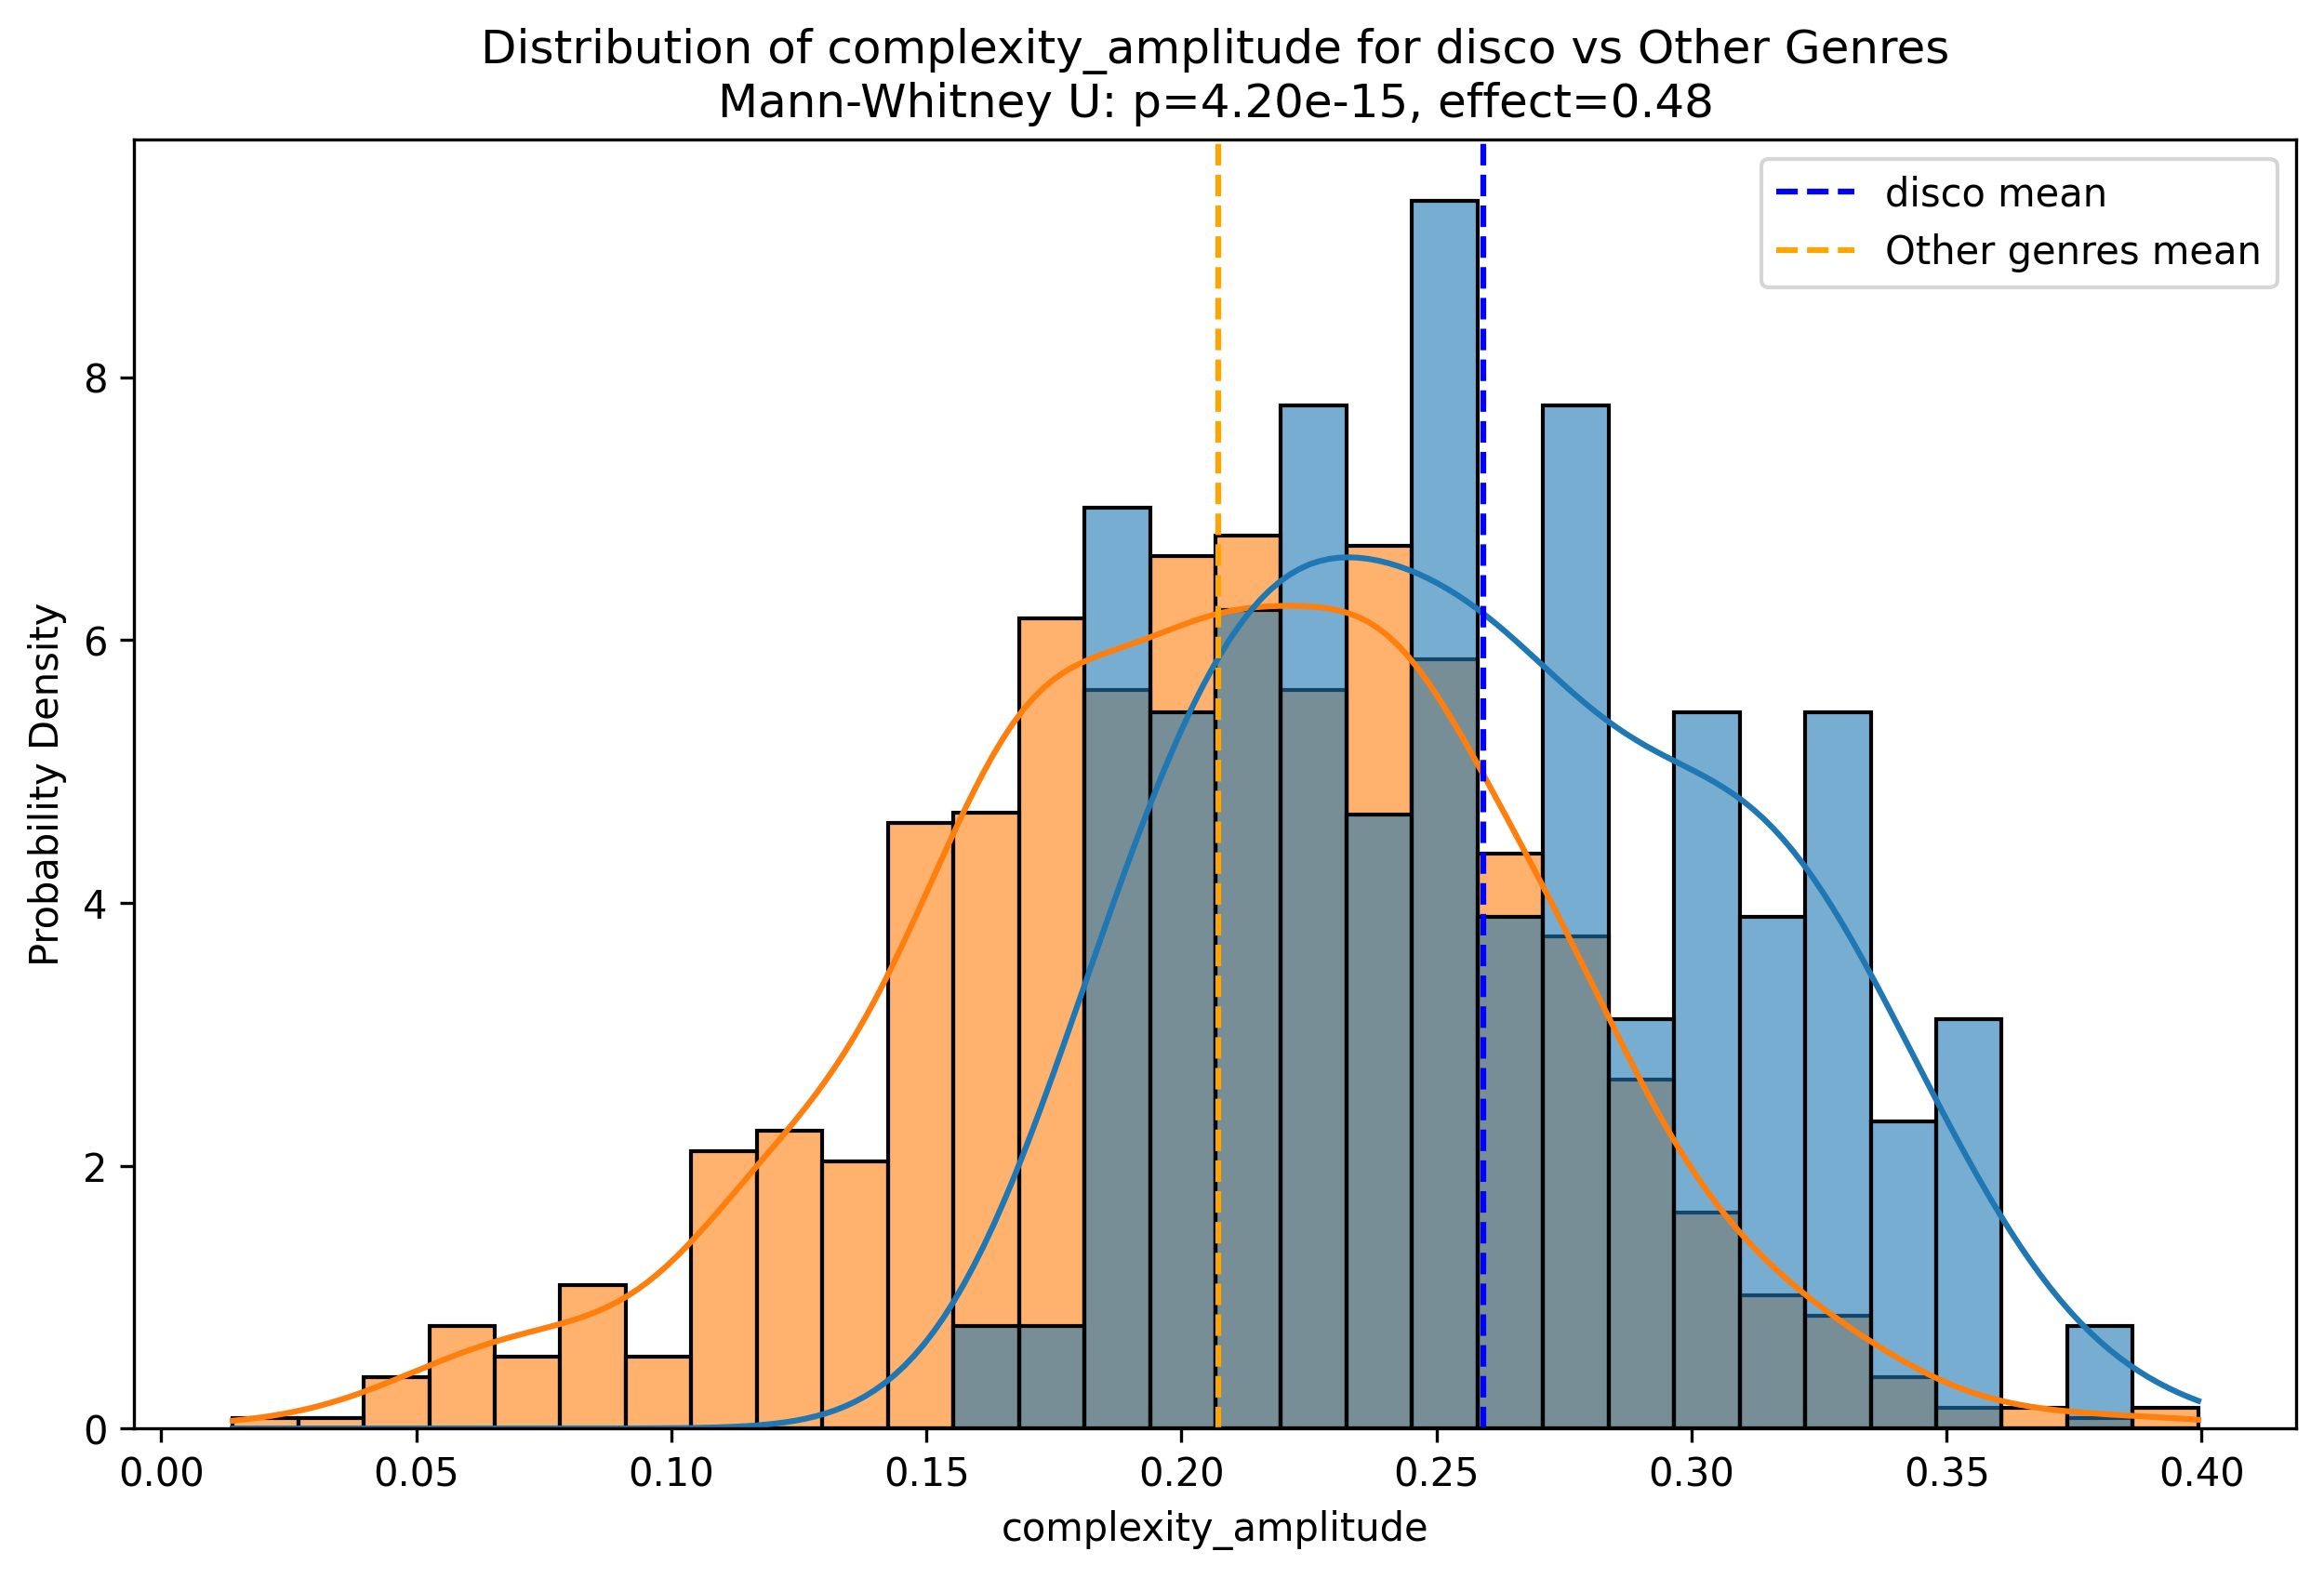 Distribution of complexity_amplitude for disco vs Other Genres
Mann-Whitney U: p=4.20e-15, effect=0.48
disco mean
Other genres mean
Probability Density
8
6
4
2
0
0.00 0.05 0.10 0.15 0.20 0.25 0.30 0.35 0.40
complexity_amplitude